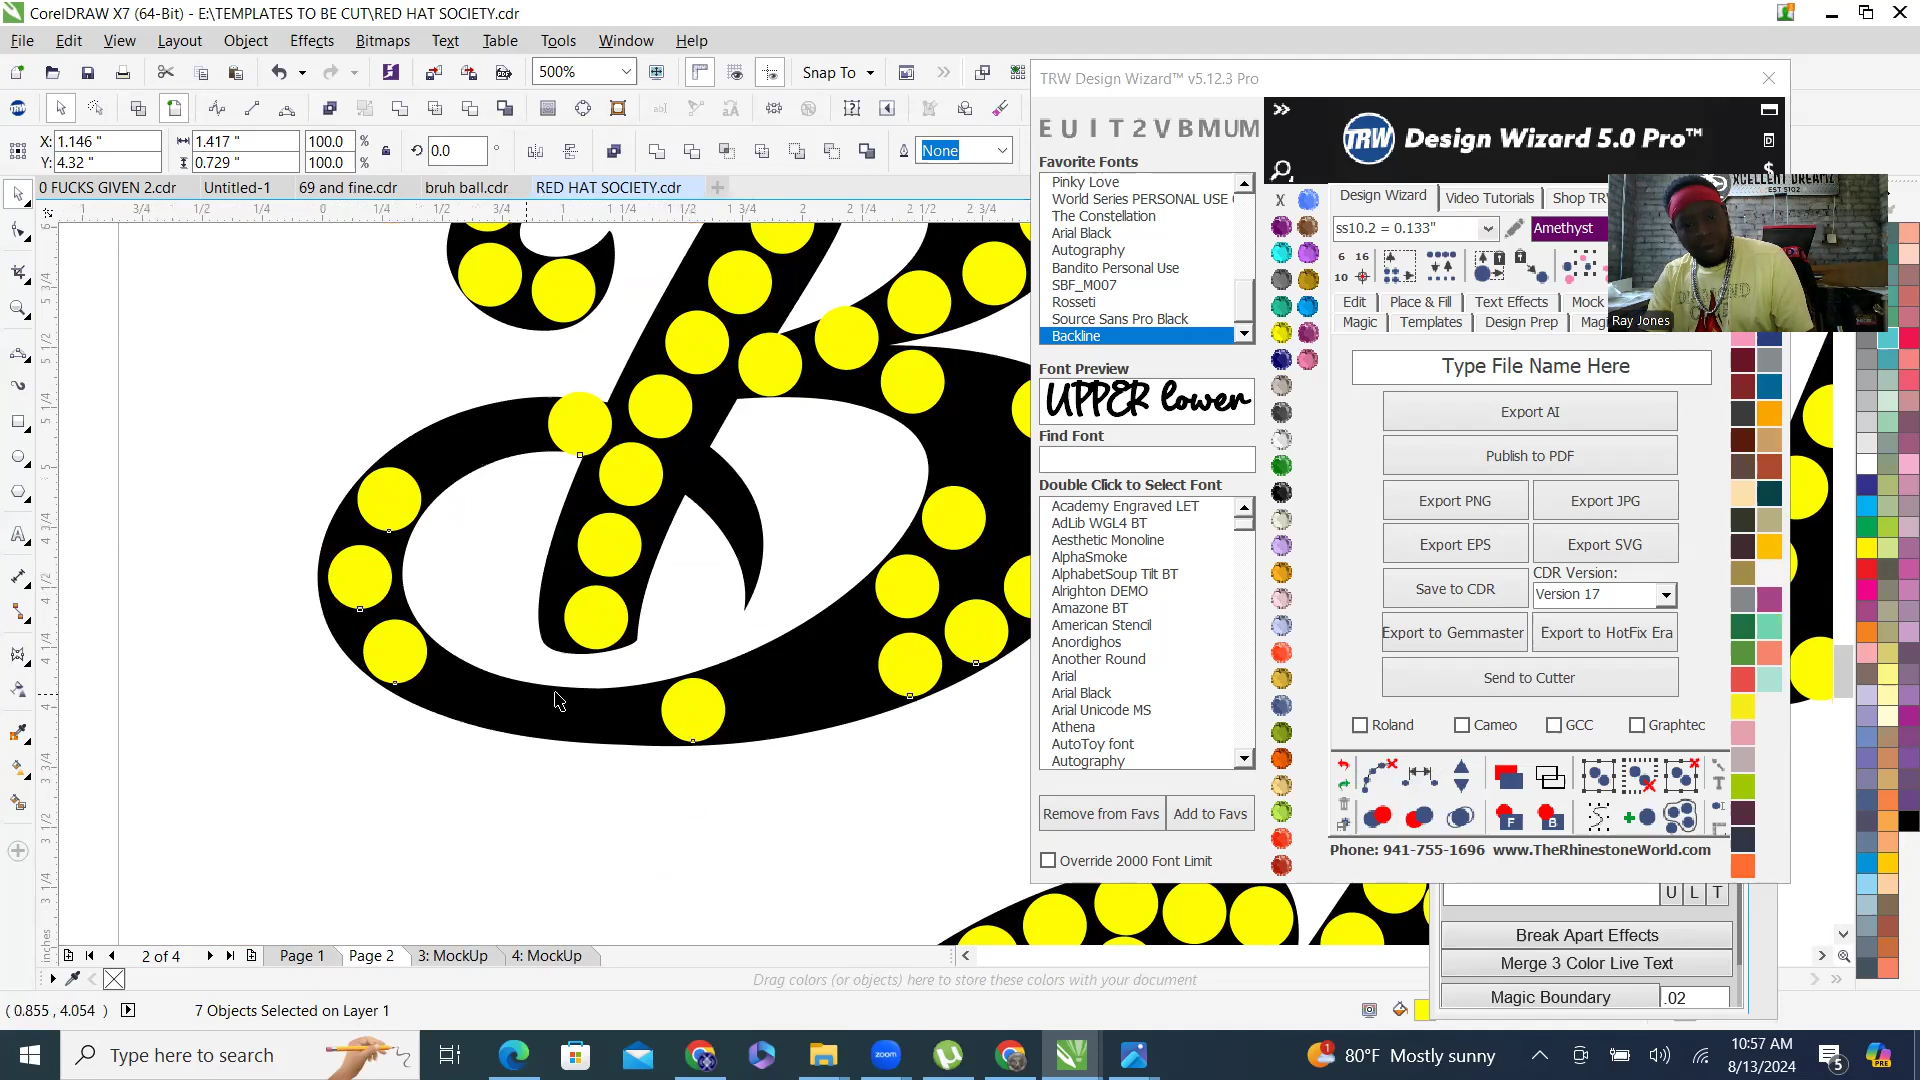 CorelDRAW X7 (64-Bit) - E:\TEMPLATES TO BE CUT\RED HAT SOCIETY.cdr
File Edit View Layout Object Effects Bitmaps Text Table Tools Window Help
500% Snap To
X: 1.146 " 1.417 " 100.0 %
Y: 4.32 " 0.729 " 100.0 % 0.0 ° None
0 FUCKS GIVEN 2.cdr Untitled-1 69 and fine.cdr bruh ball.cdr RED HAT SOCIETY.cdr
TRW Design Wizard™ v5.12.3 Pro
E U I T 2 V B M U M
TRW Design Wizard 5.0 Pro™
Favorite Fonts
Pinky Love
World Series PERSONAL USE
The Constellation
Arial Black
Autography
Bandito Personal Use
SBF_M007
Rosseti
Source Sans Pro Black
Backline
Font Preview
UPPER lower
Find Font
Double Click to Select Font
Academy Engraved LET
AdLib WGL4 BT
Aesthetic Monoline
AlphaSmoke
AlphabetSoup Tilt BT
Alrighton DEMO
Amazone BT
American Stencil
Anordighos
Another Round
Arial
Arial Black
Arial Unicode MS
Athena
AutoToy font
Autography
Remove from Favs Add to Favs
Override 2000 Font Limit
Design Wizard Video Tutorials Shop TR
ss10.2 = 0.133" Amethyst
6 16
10
Edit Place & Fill Text Effects Mock
Magic Templates Design Prep Mag
XCELLENT DREAMZ
EST 5102
Ray Jones
Type File Name Here
Export AI
Publish to PDF
Export PNG Export JPG
Export EPS Export SVG
CDR Version:
Save to CDR Version 17
Export to Gemmaster Export to HotFix Era
Send to Cutter
Roland Cameo GCC Graphtec
F B
Phone: 941-755-1696 www.TheRhinestoneWorld.com
U L T
Break Apart Effects
Merge 3 Color Live Text
Magic Boundary .02
2 of 4 Page 1 Page 2 3: MockUp 4: MockUp
Drag colors (or objects) here to store these colors with your document
( 0.855 , 4.054 ) 7 Objects Selected on Layer 1
Type here to search
80°F Mostly sunny
10:57 AM
8/13/2024
5